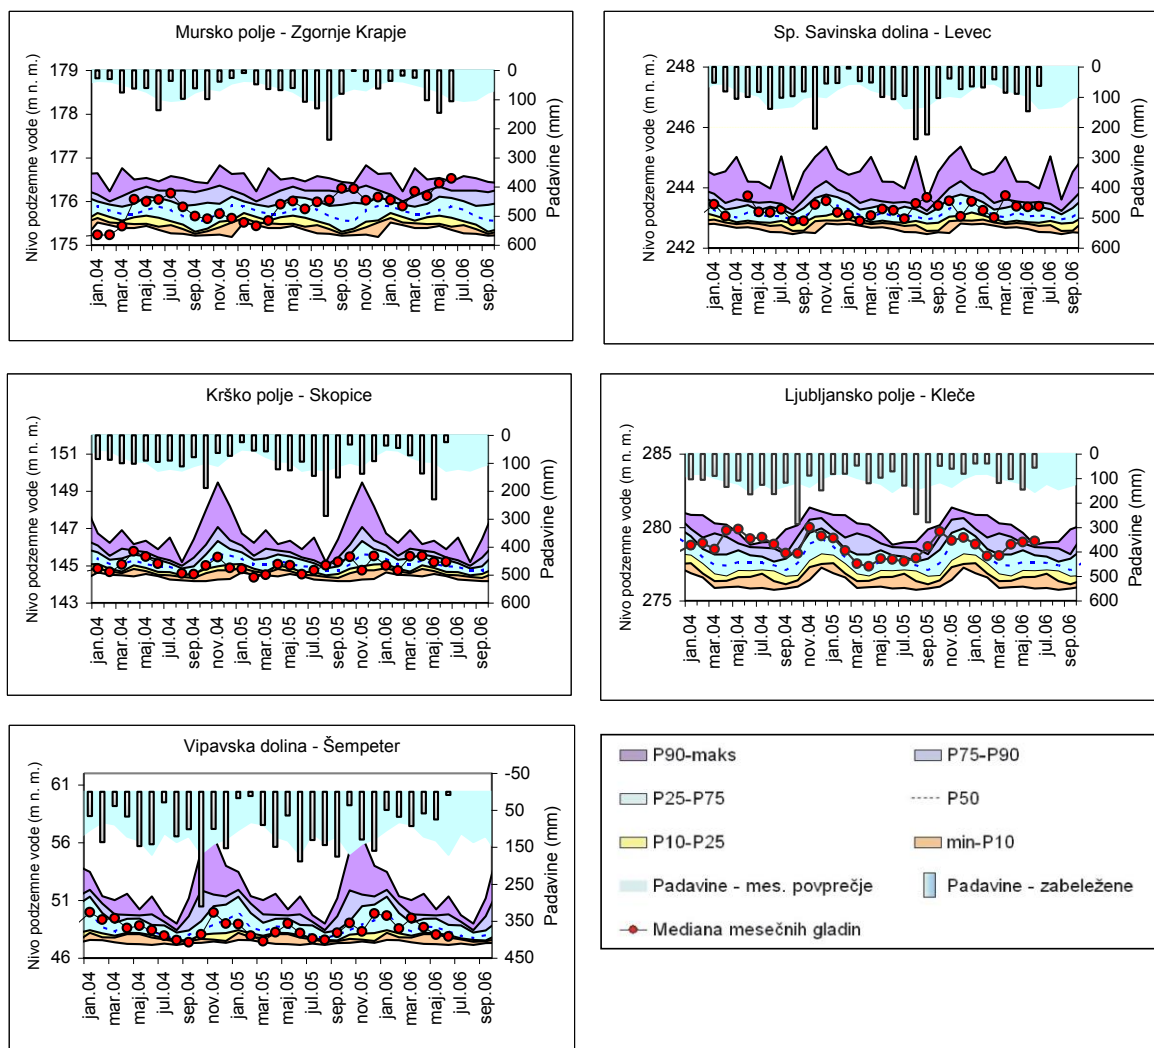 Mursko polje - Zgornje Krapje
Nivo podzemne vode (m n. m.)
179
178
177
176
175
0
100
200
300
400
500
600
Padavine (mm)
jan.04
mar.04
maj.04
jul.04
sep.04
nov.04
jan.05
mar.05
maj.05
jul.05
sep.05
nov.05
jan.06
mar.06
maj.06
jul.06
sep.06
Sp. Savinska dolina - Levec
Nivo podzemne vode (m n. m.)
248
246
244
242
0
100
200
300
400
500
600
Padavine (mm)
jan.04
mar.04
maj.04
jul.04
sep.04
nov.04
jan.05
mar.05
maj.05
jul.05
sep.05
nov.05
jan.06
mar.06
maj.06
jul.06
sep.06
Krško polje - Skopice
Nivo podzemne vode (m n. m.)
151
149
147
145
143
0
100
200
300
400
500
600
Padavine (mm)
jan.04
mar.04
maj.04
jul.04
sep.04
nov.04
jan.05
mar.05
maj.05
jul.05
sep.05
nov.05
jan.06
mar.06
maj.06
jul.06
sep.06
Ljubljansko polje - Kleče
Nivo podzemne vode (m n. m.)
285
280
275
0
100
200
300
400
500
600
Padavine (mm)
jan.04
mar.04
maj.04
jul.04
sep.04
nov.04
jan.05
mar.05
maj.05
jul.05
sep.05
nov.05
jan.06
mar.06
maj.06
jul.06
sep.06
Vipavska dolina - Šempeter
Nivo podzemne vode (m n. m.)
61
56
51
46
-50
50
150
250
350
450
Padavine (mm)
jan.04
mar.04
maj.04
jul.04
sep.04
nov.04
jan.05
mar.05
maj.05
jul.05
sep.05
nov.05
jan.06
mar.06
maj.06
jul.06
sep.06
P90-maks
P75-P90
P25-P75
P50
P10-P25
min-P10
Padavine - mes. povprečje
Padavine - zabeležene
Mediana mesečnih gladin